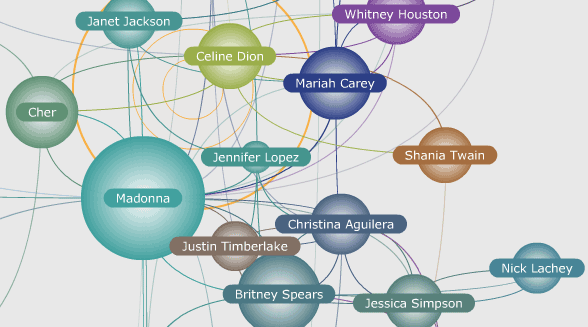 Whitney Houston
Janet Jackson
Celine Dion
Mariah Carey
Cher
Jennifer Lopez
Shania Twain
Madonna
Christina Aguilera
Justin Timberlake
Nick Lachey
Britney Spears
Jessica Simpson